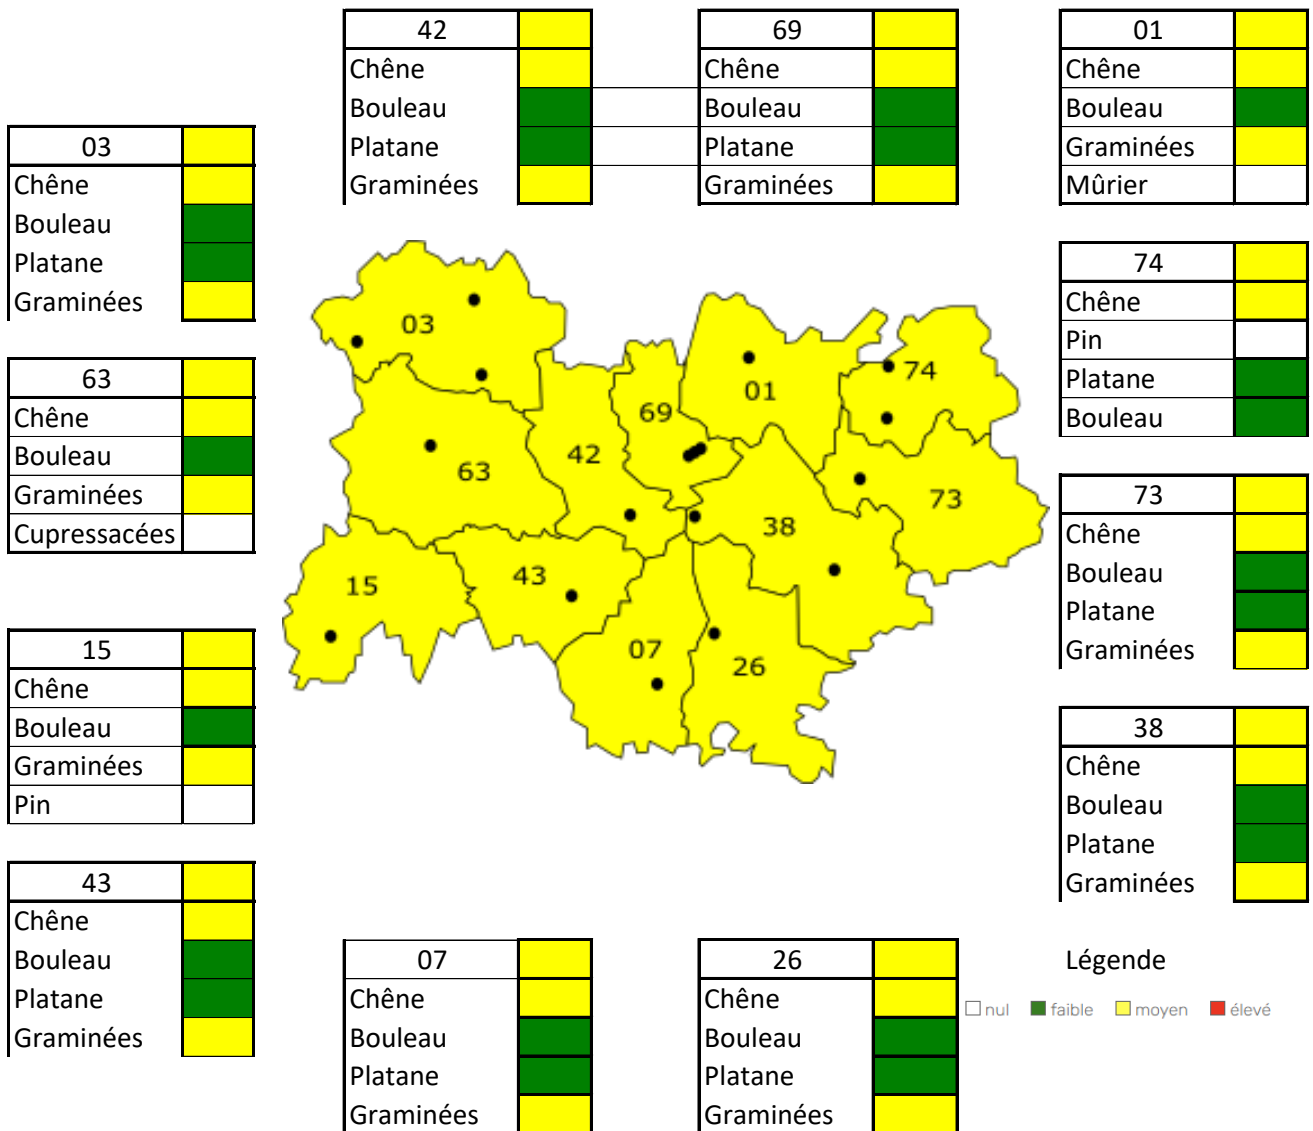 42
Chêne
Bouleau
Platane
Graminées
69
Chêne
Bouleau
Platane
Graminées
01
Chêne
Bouleau
Graminées
Mûrier
03
Chêne
Bouleau
Platane
Graminées
74
Chêne
Pin
Platane
Bouleau
63
Chêne
Bouleau
Graminées
Cupressacées
03
01
74
69
42
63
73
38
43
15
07
26
73
Chêne
Bouleau
Platane
Graminées
15
Chêne
Bouleau
Graminées
Pin
38
Chêne
Bouleau
Platane
Graminées
43
Chêne
Bouleau
Platane
Graminées
07
Chêne
Bouleau
Platane
Graminées
26
Chêne
Bouleau
Platane
Graminées
Légende
nul faible moyen élevé